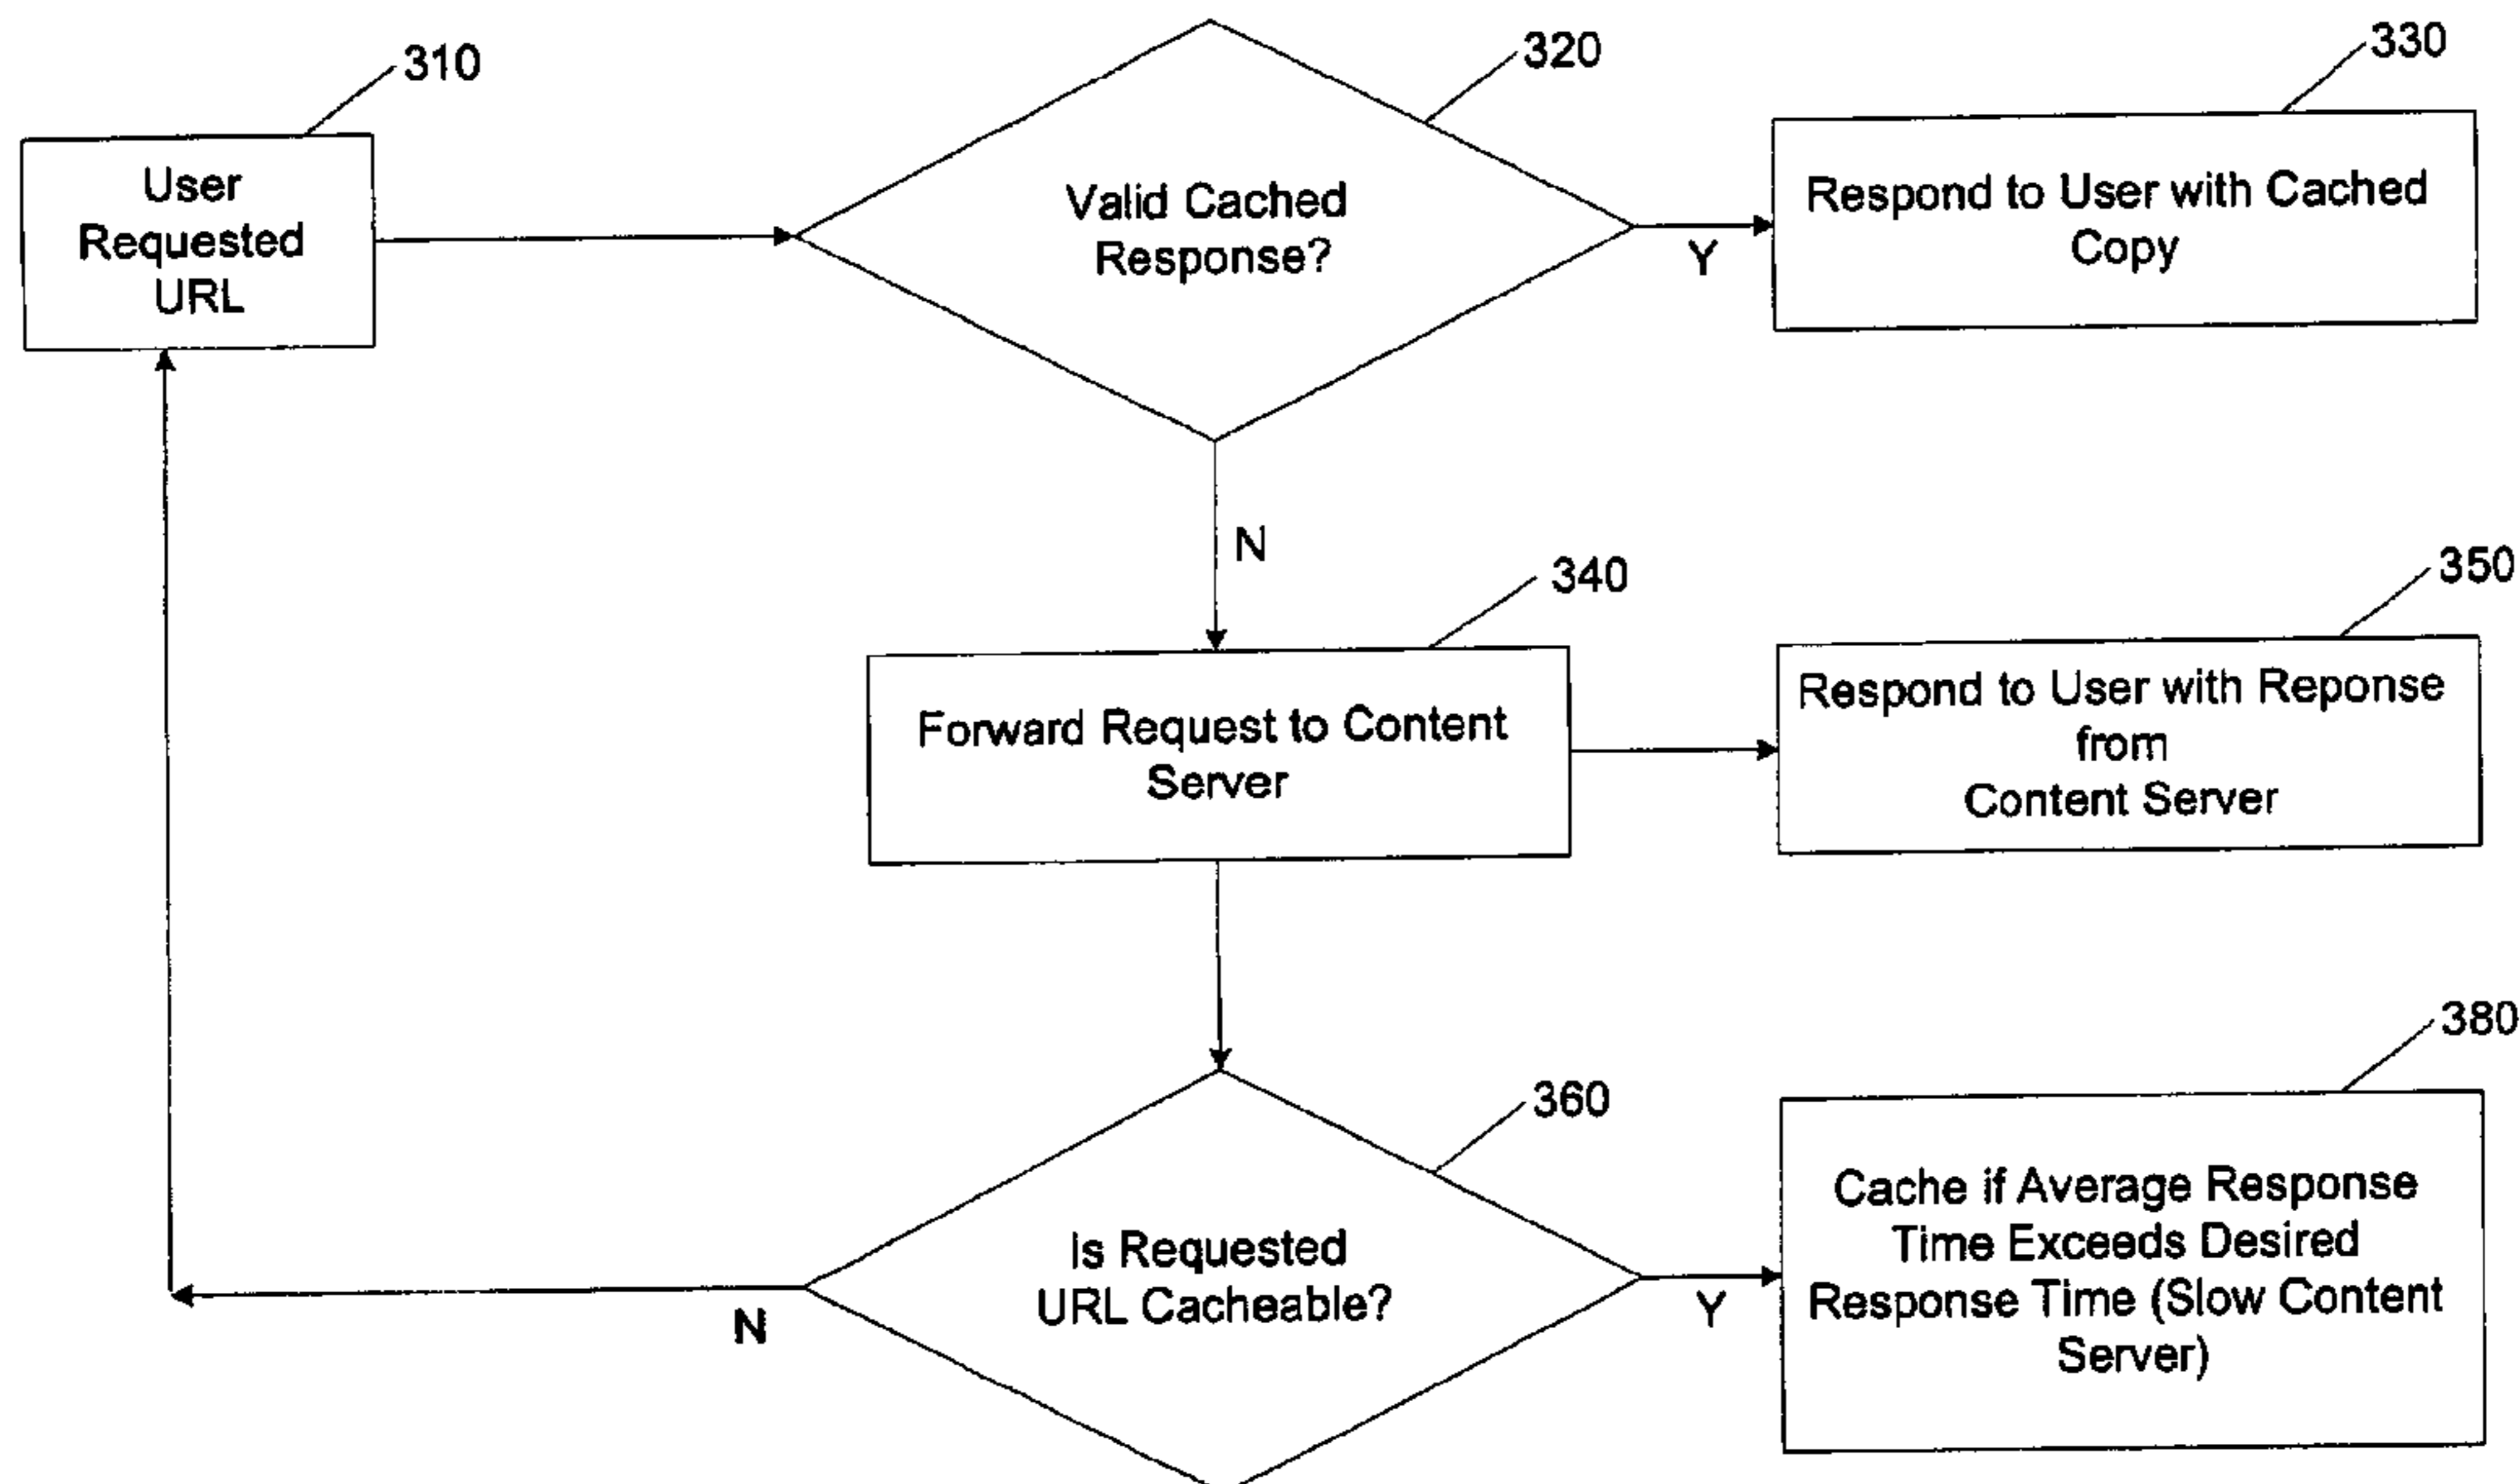 310
User
Requested
URL
320
Valid Cached
Response?
Y
330
Respond to User with Cached
Copy
N
340
Forward Request to Content
Server
350
Respond to User with Reponse
from
Content Server
360
Is Requested
URL Cacheable?
N
Y
380
Cache if Average Response
Time Exceeds Desired
Response Time (Slow Content
Server)